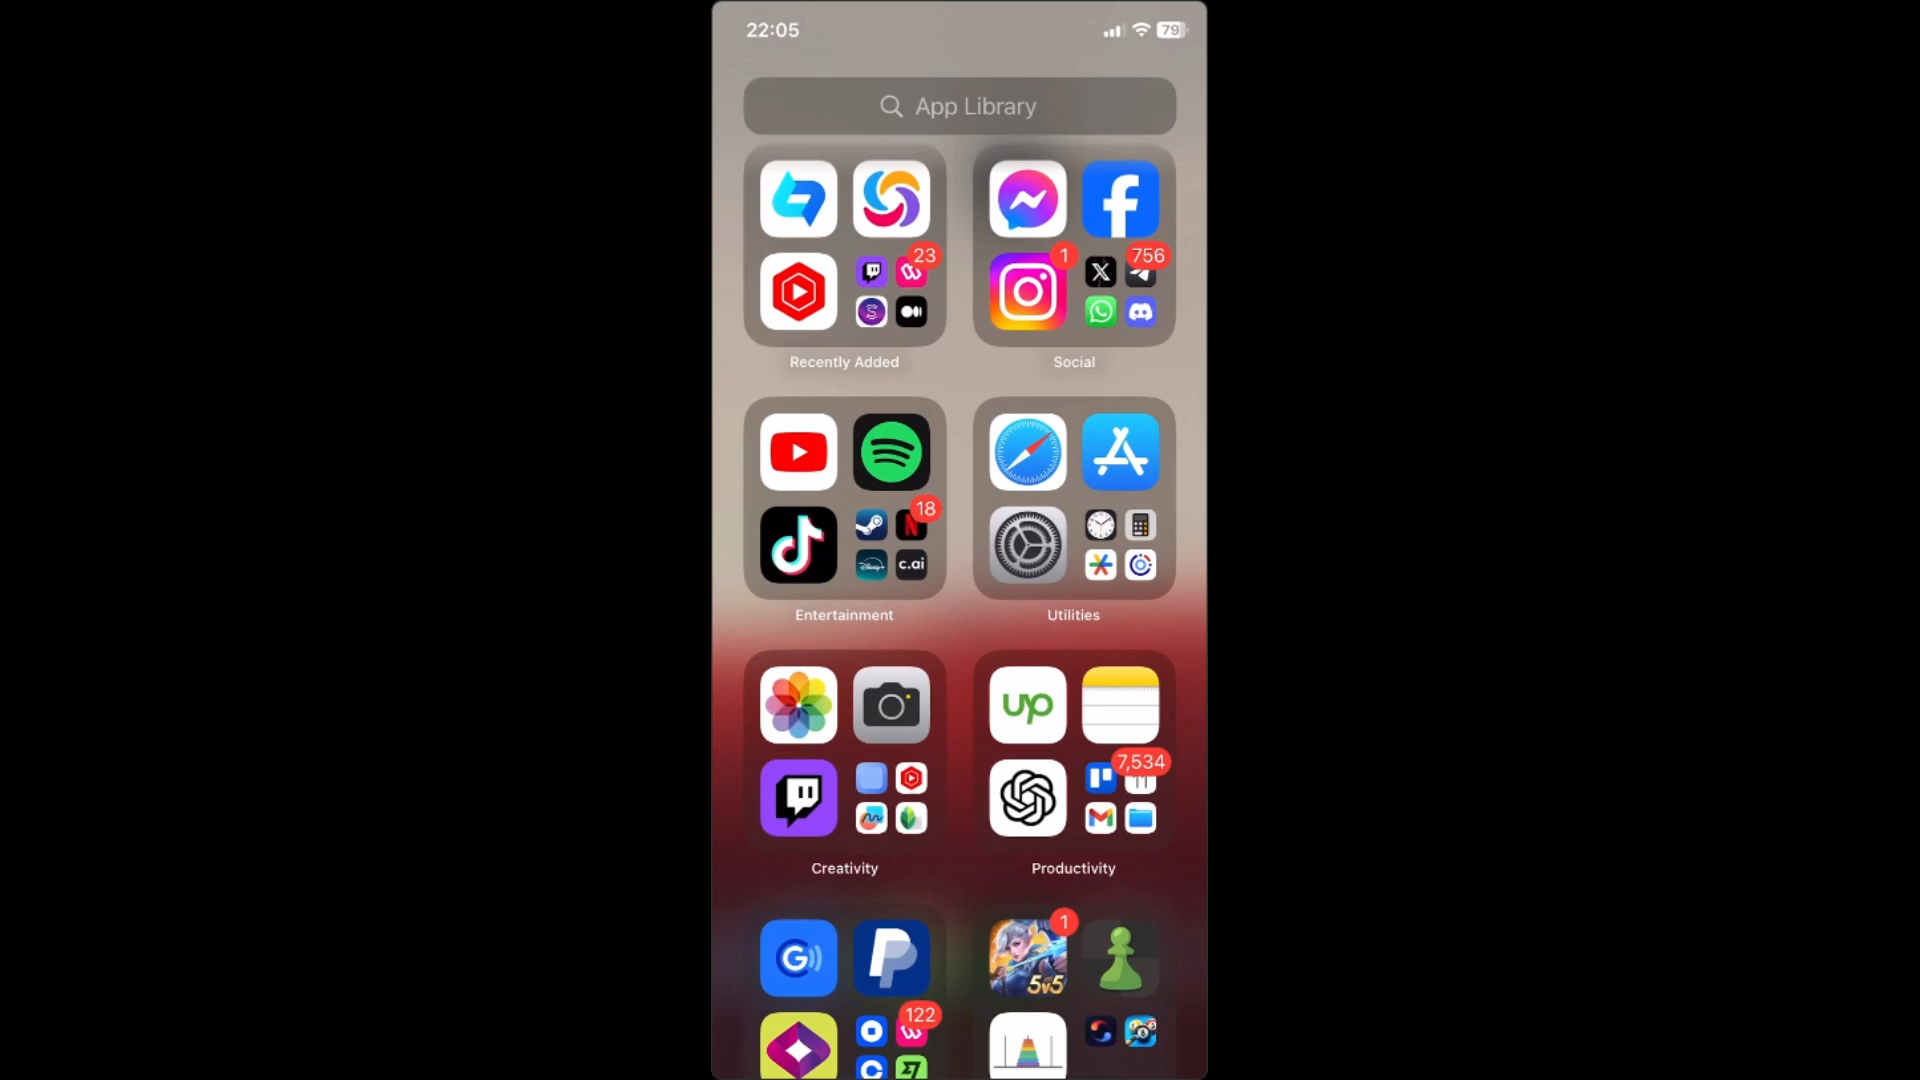 22:05
79
App Library
23
1
756
Recently Added
Social
18
N
Disney+
c.ai
Entertainment
Utilities
up
7,534
Creativity
Productivity
G
P
1
5v5
122